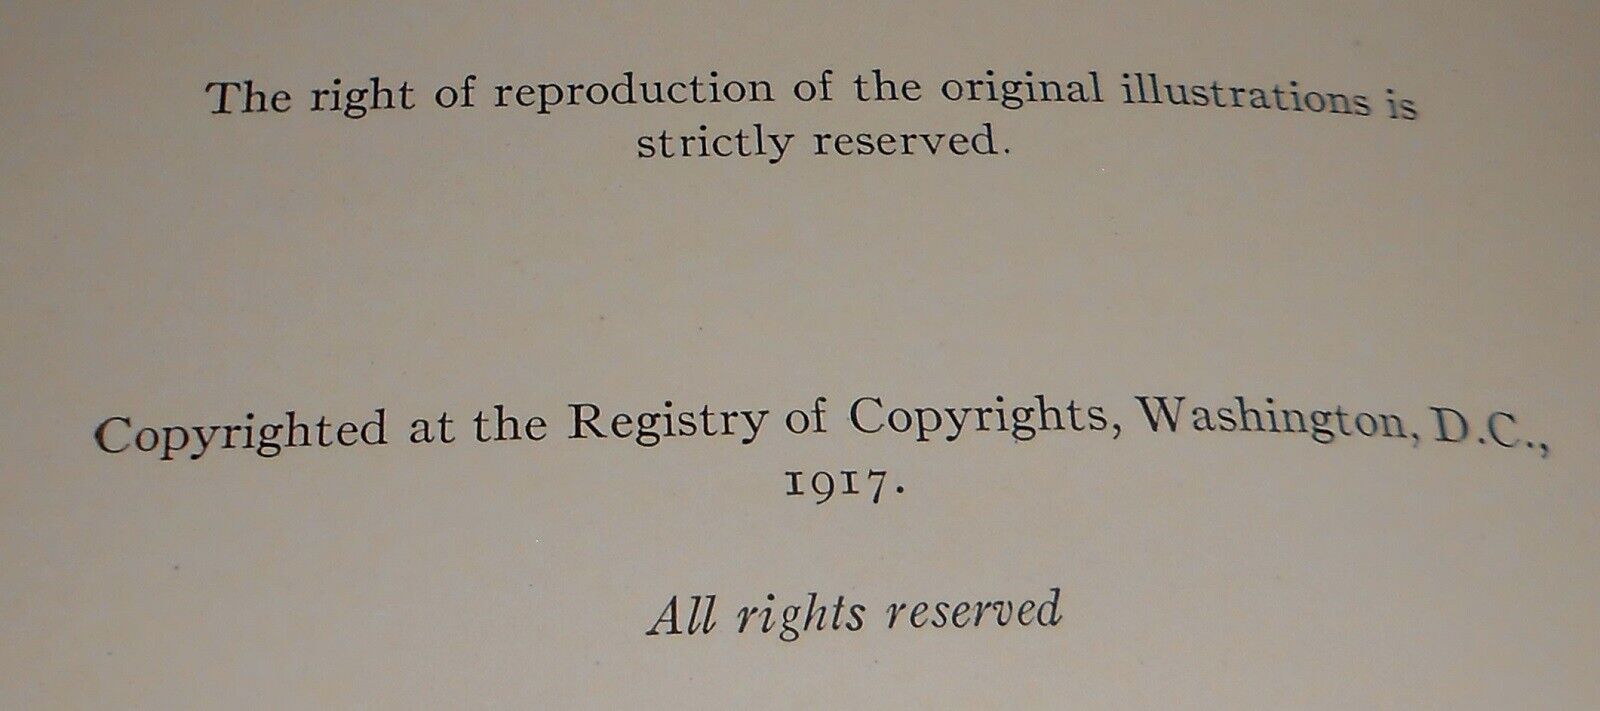 The right of reproduction of the original illustrations is
strictly reserved.
Copyrighted at the Registry of Copyrights, Washington, D.C.,
1917.
All rights reserved